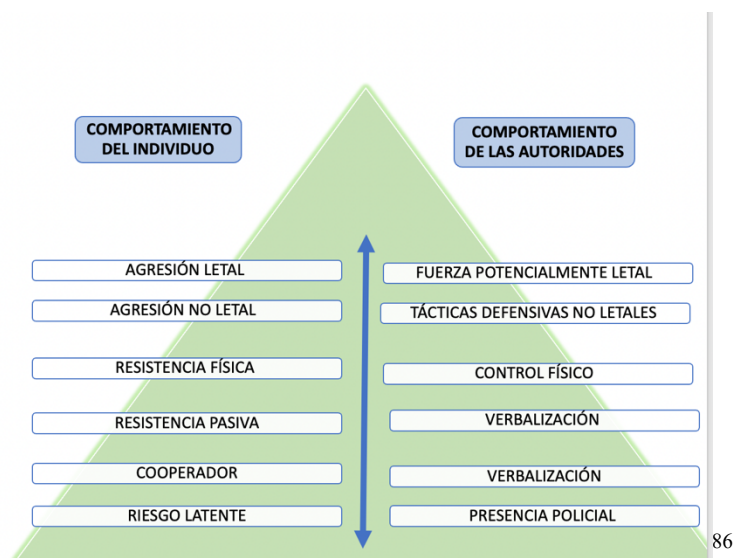 COMPORTAMIENTO
DEL INDIVIDUO
COMPORTAMIENTO
DE LAS AUTORIDADES
AGRESIÓN LETAL
FUERZA POTENCIALMENTE LETAL
AGRESIÓN NO LETAL
TÁCTICAS DEFENSIVAS NO LETALES
RESISTENCIA FÍSICA
CONTROL FÍSICO
RESISTENCIA PASIVA
VERBALIZACIÓN
COOPERADOR
VERBALIZACIÓN
RIESGO LATENTE
PRESENCIA POLICIAL
86